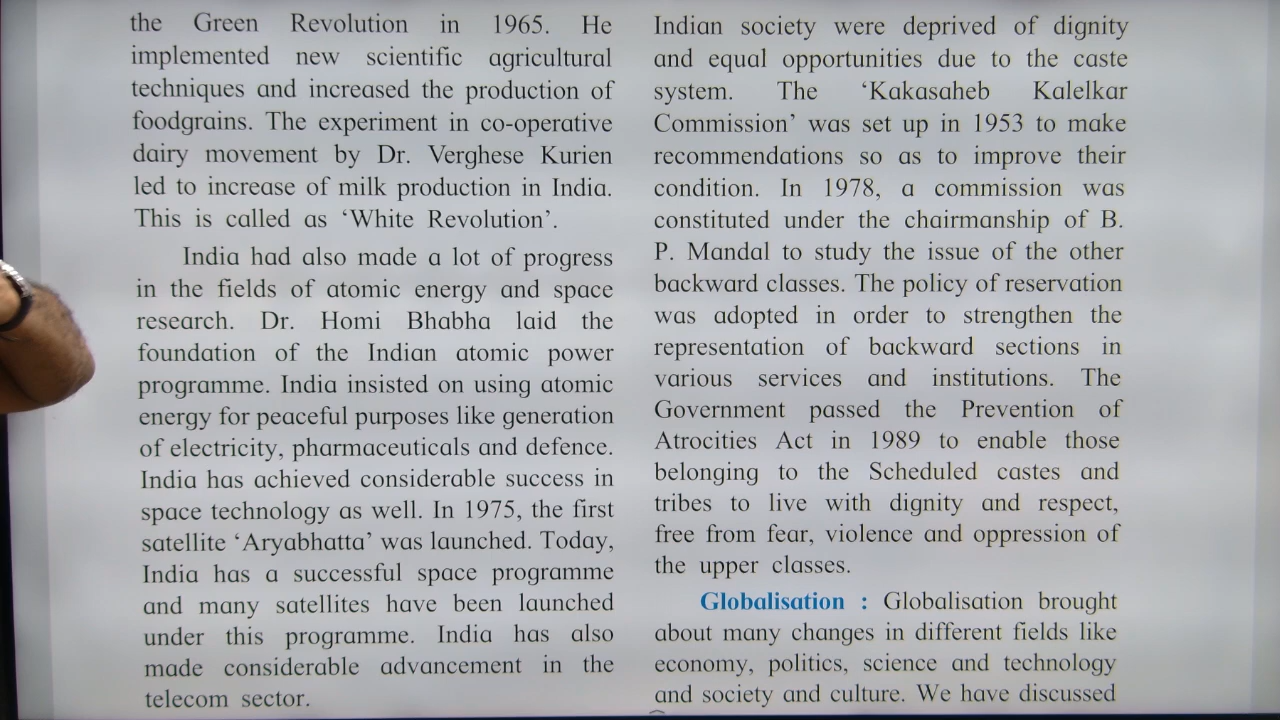 the Green Revolution in 1965. He
implemented new scientific agricultural
techniques and increased the production of
foodgrains. The experiment in co-operative
dairy movement by Dr. Verghese Kurien
led to increase of milk production in India.
This is called as ‘White Revolution’.
India had also made a lot of progress
in the fields of atomic energy and space
research. Dr. Homi Bhabha laid the
foundation of the Indian atomic power
programme. India insisted on using atomic
energy for peaceful purposes like generation
of electricity, pharmaceuticals and defence.
India has achieved considerable success in
space technology as well. In 1975, the first
satellite ‘Aryabhatta’ was launched. Today,
India has a successful space programme
and many satellites have been launched
under this programme. India has also
made considerable advancement in the
telecom sector.
Indian society were deprived of dignity
and equal opportunities due to the caste
system. The ‘Kakasaheb Kalelkar
Commission’ was set up in 1953 to make
recommendations so as to improve their
condition. In 1978, a commission was
constituted under the chairmanship of B.
P. Mandal to study the issue of the other
backward classes. The policy of reservation
was adopted in order to strengthen the
representation of backward sections in
various services and institutions. The
Government passed the Prevention of
Atrocities Act in 1989 to enable those
belonging to the Scheduled castes and
tribes to live with dignity and respect,
free from fear, violence and oppression of
the upper classes.
Globalisation : Globalisation brought
about many changes in different fields like
economy, politics, science and technology
and society and culture. We have discussed